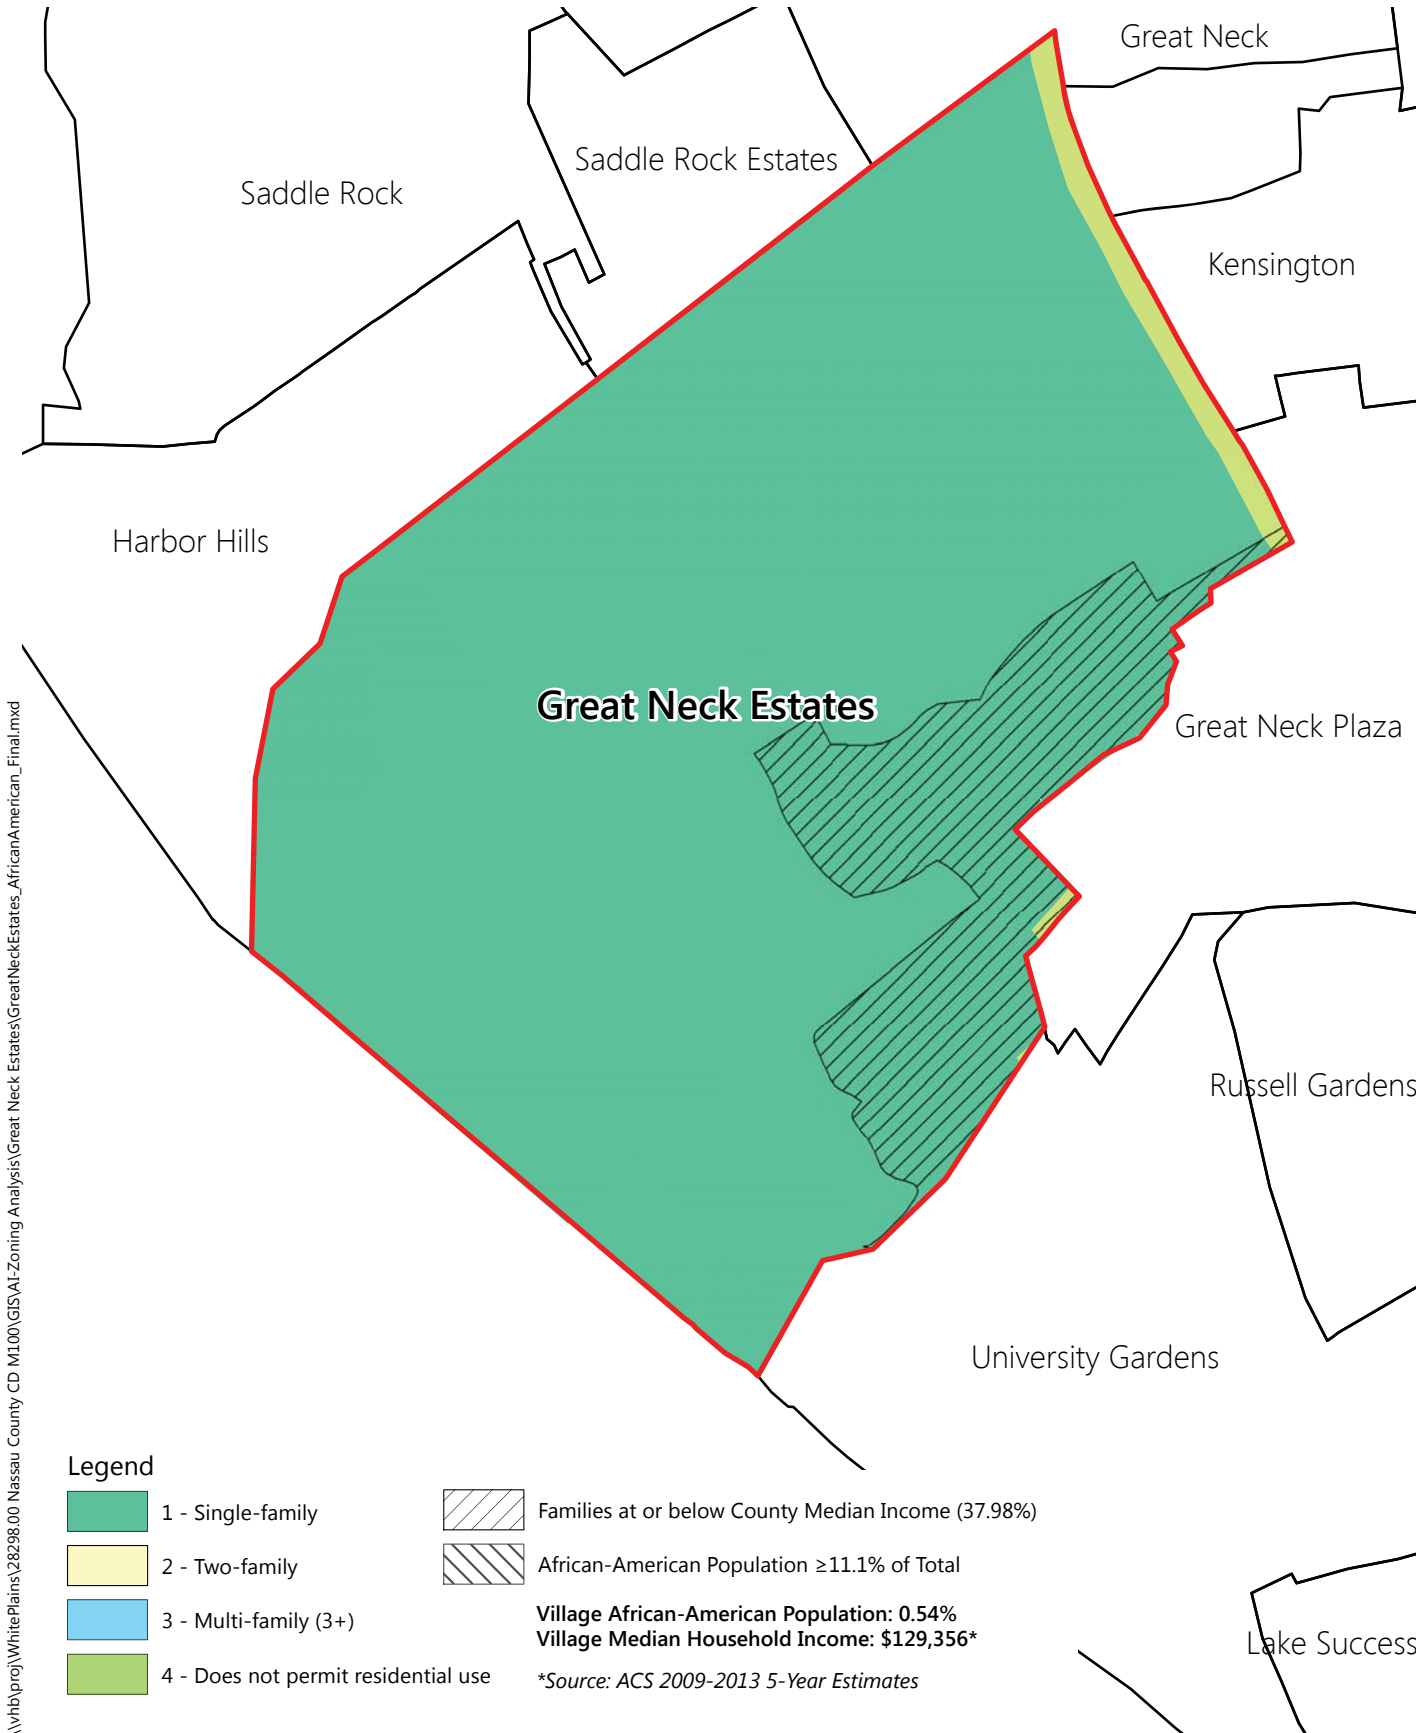 Great Neck
Saddle Rock Estates
Saddle Rock
Kensington
Harbor Hills
Great Neck Estates
Great Neck Plaza
Russell Gardens
University Gardens
Lake Success
\\vhb\proj\WhitePlains\28298.00 Nassau County CD M100\GIS\AI-Zoning Analysis\Great Neck Estates\GreatNeckEstates_AfricanAmerican_Final.mxd
Legend
1 - Single-family
2 - Two-family
3 - Multi-family (3+)
4 - Does not permit residential use
Families at or below County Median Income (37.98%)
African-American Population ≥11.1% of Total
Village African-American Population: 0.54%
Village Median Household Income: $129,356*
*Source: ACS 2009-2013 5-Year Estimates